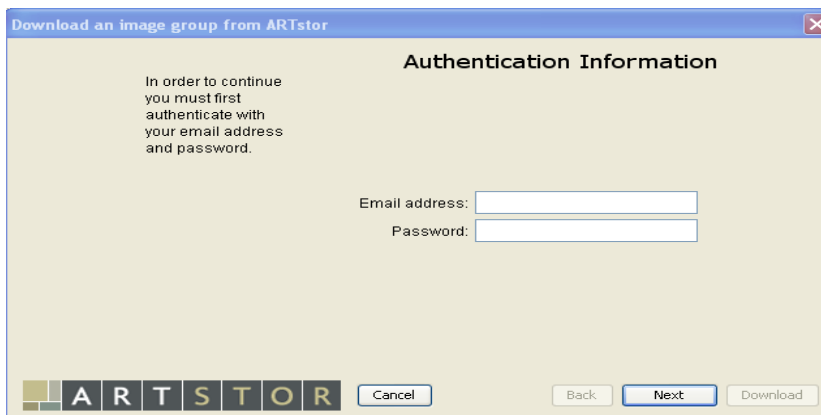 Download an image group from ARTstor
Authentication Information
In order to continue
you must first
authenticate with
your email address
and password.
Email address:
Password:
ARTSTOR
Cancel
Back
Next
Download